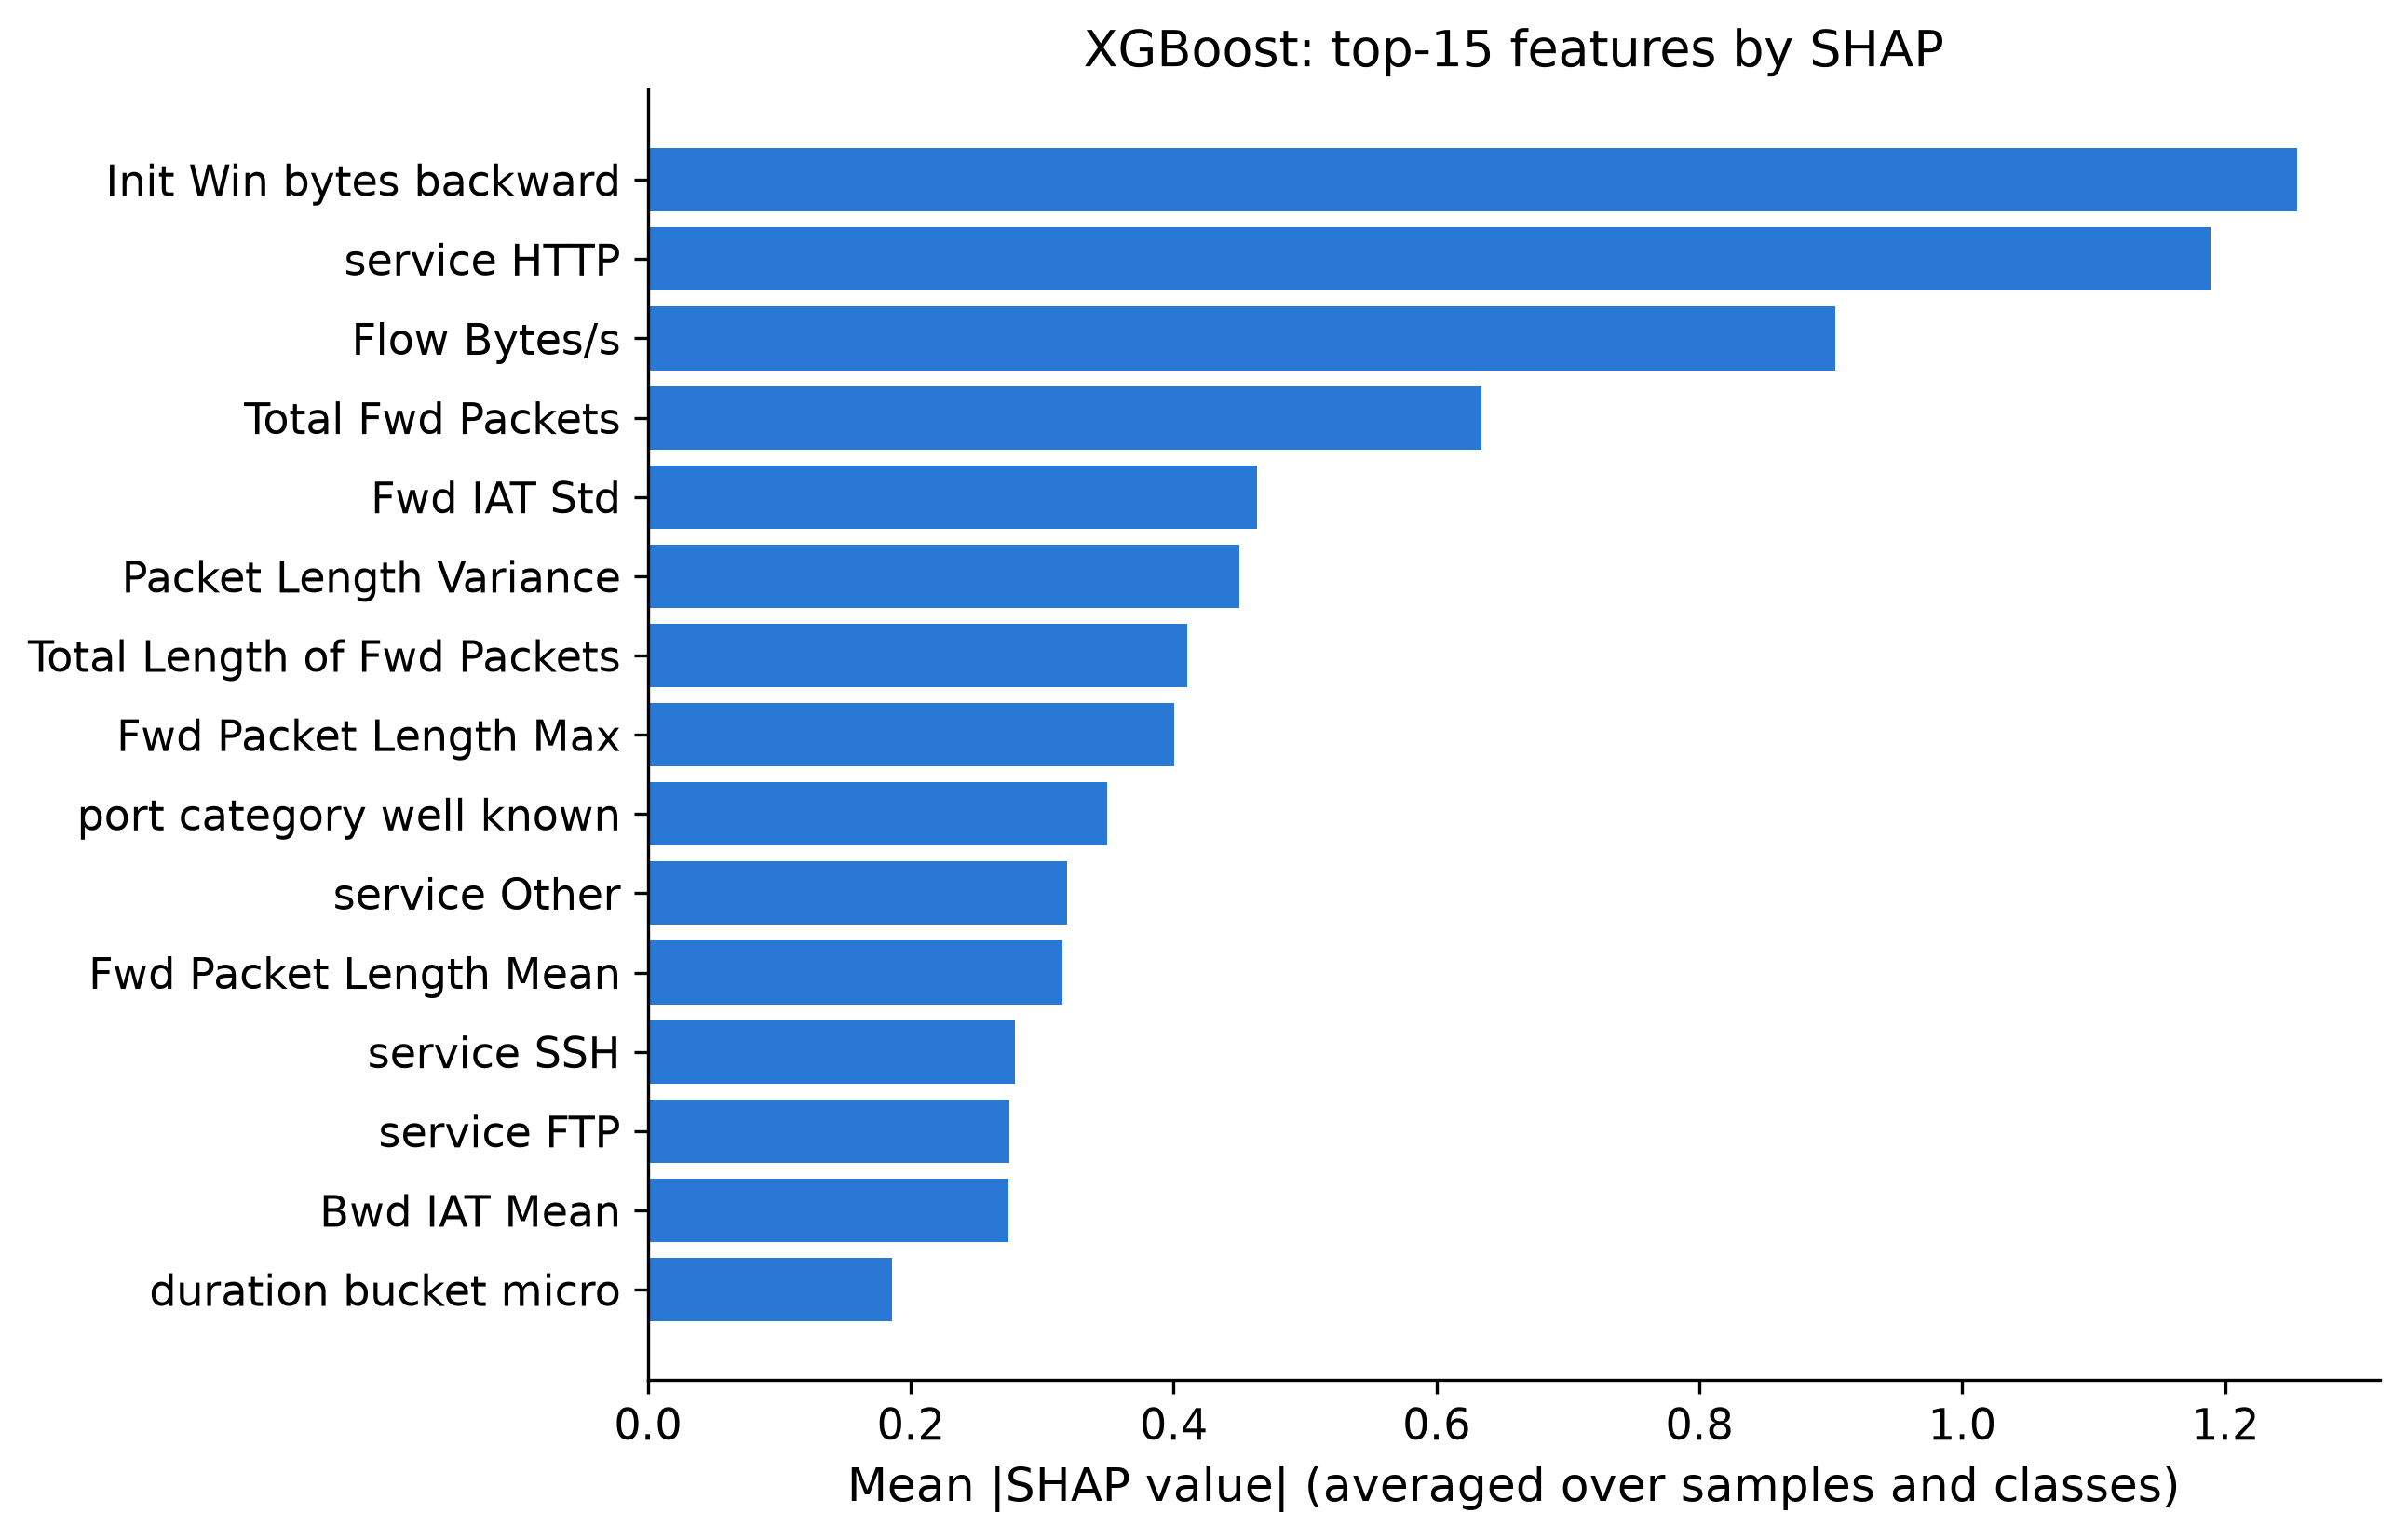 XGBoost: top-15 features by SHAP
Init Win bytes backward
service HTTP
Flow Bytes/s
Total Fwd Packets
Fwd IAT Std
Packet Length Variance
Total Length of Fwd Packets
Fwd Packet Length Max
port category well known
service Other
Fwd Packet Length Mean
service SSH
service FTP
Bwd IAT Mean
duration bucket micro
0.0 0.2 0.4 0.6 0.8 1.0 1.2
Mean |SHAP value| (averaged over samples and classes)